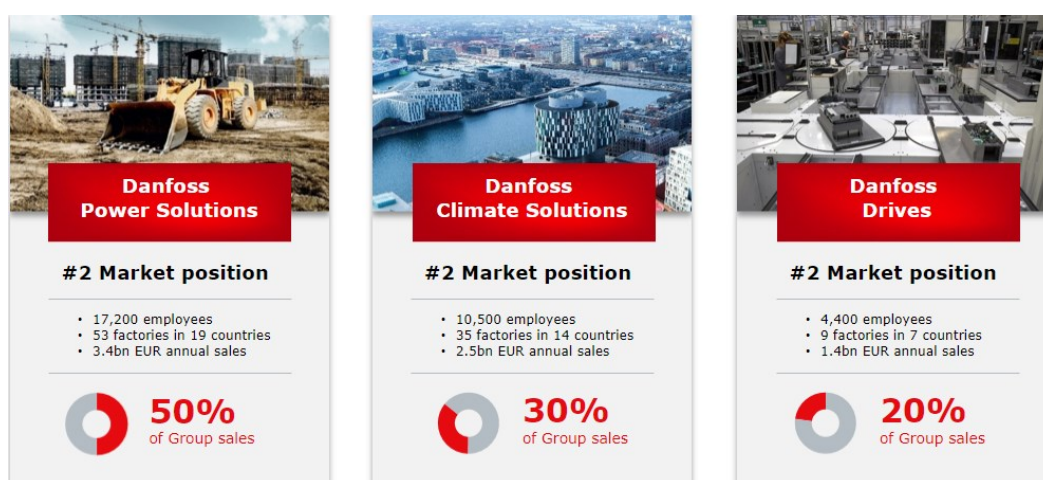 Danfoss
Power Solutions
#2 Market position
• 17,200 employees
• 53 factories in 19 countries
• 3.4bn EUR annual sales
50%
of Group sales
Danfoss
Climate Solutions
#2 Market position
• 10,500 employees
• 35 factories in 14 countries
• 2.5bn EUR annual sales
30%
of Group sales
Danfoss
Drives
#2 Market position
• 4,400 employees
• 9 factories in 7 countries
• 1.4bn EUR annual sales
20%
of Group sales